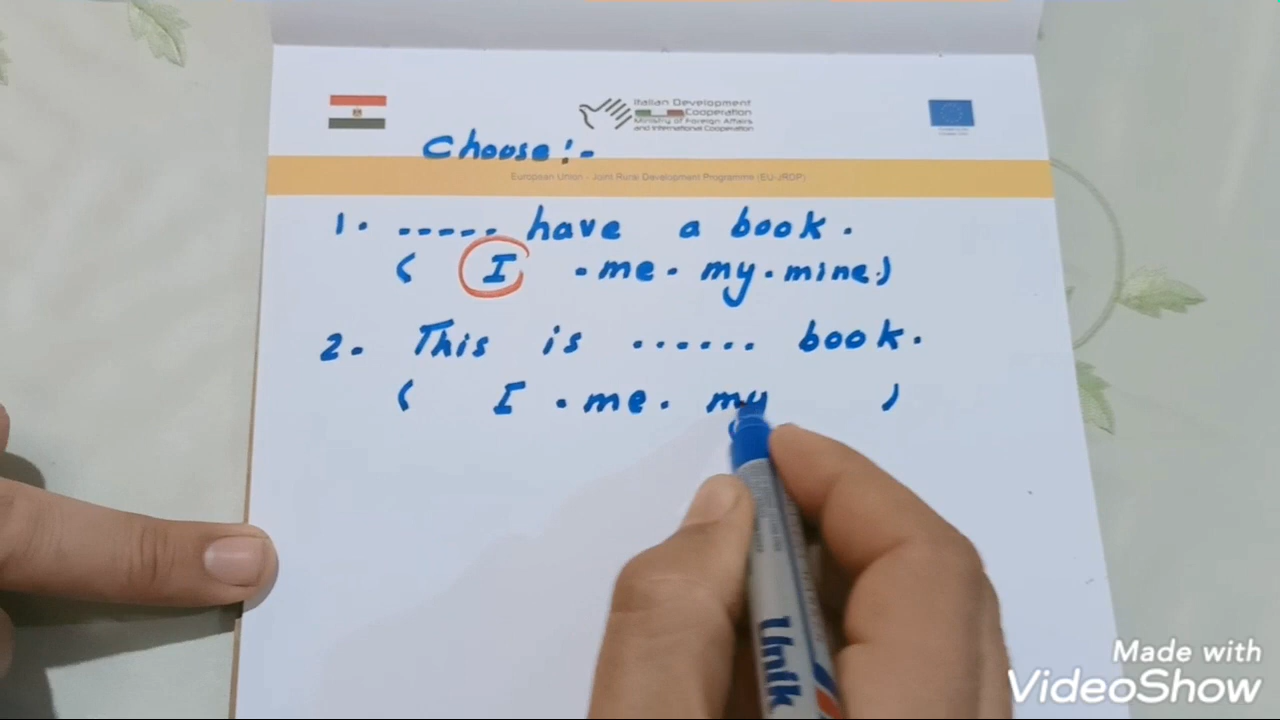 Italian Development
Cooperation
Ministry of Foreign Affairs
and International Cooperation
Choose:-
European Union - Joint Rural Development Programme (EU-JRDP)
1. ..... have a book.
( I . me . my . mine.)
2. This is ...... book.
( I . me . my )
Unik
Made with
VideoShow